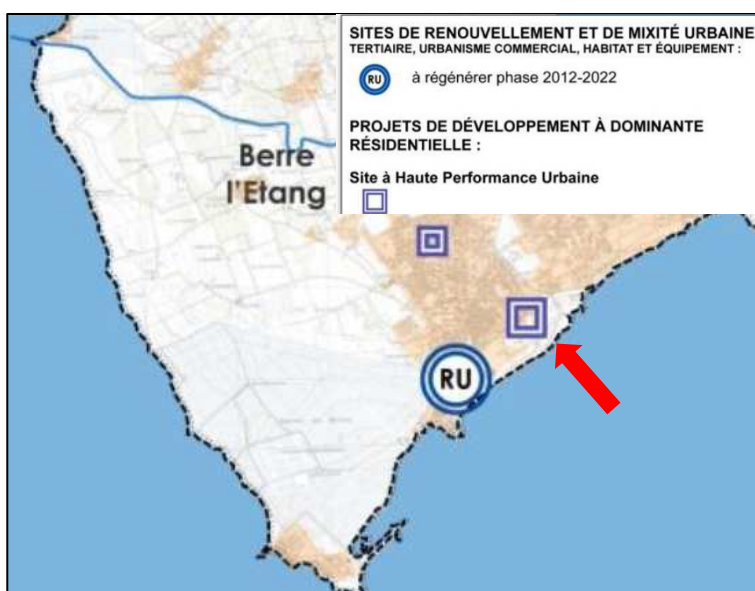 SITES DE RENOUVELLEMENT ET DE MIXITÉ URBAINE
TERTIAIRE, URBANISME COMMERCIAL, HABITAT ET ÉQUIPEMENT :
RU à régénérer phase 2012-2022
PROJETS DE DÉVELOPPEMENT À DOMINANTE
RÉSIDENTIELLE :
Site à Haute Performance Urbaine
Berre
l'Etang
RU